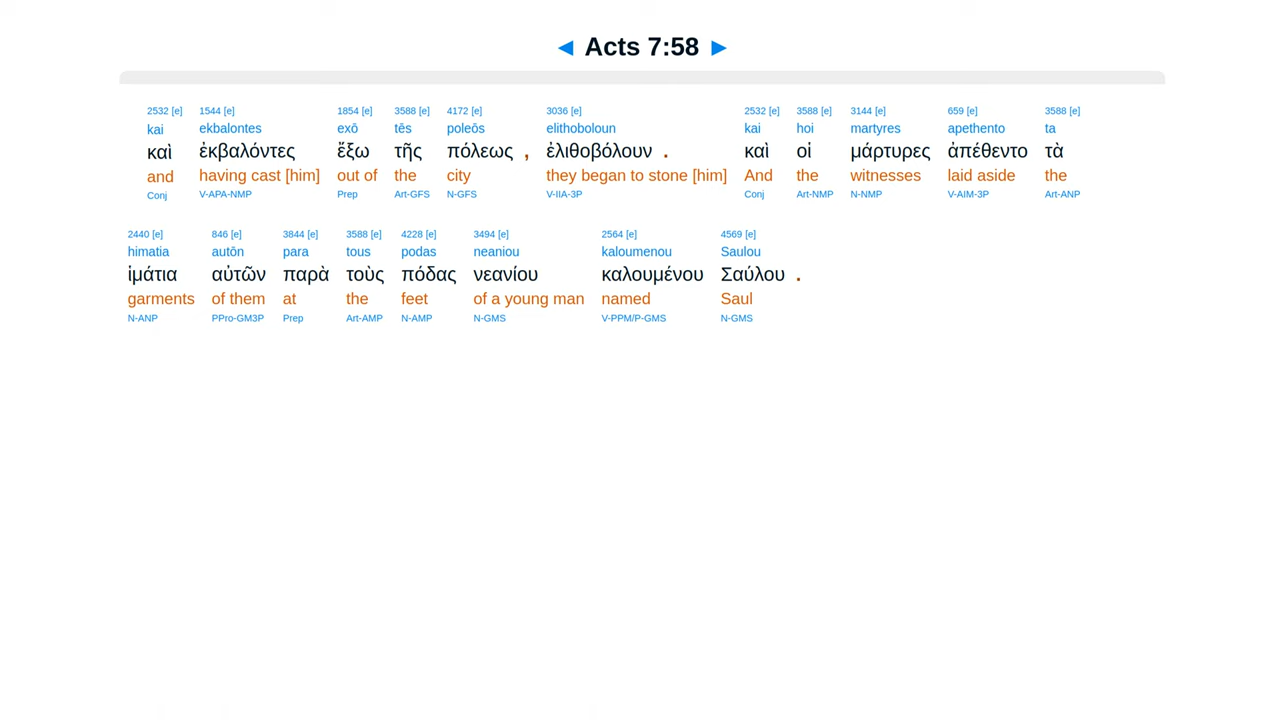 ◄ Acts 7:58 ►
2532 [e] 1544 [e] 1854 [e] 3588 [e] 4172 [e] 3036 [e] 2532 [e] 3588 [e] 3144 [e] 659 [e] 3588 [e]
kai ekbalontes exō tēs poleōs elithoboloun kai hoi martyres apethento ta
καὶ ἐκβαλόντες ἔξω τῆς πόλεως , ἐλιθοβόλουν . καὶ οἱ μάρτυρες ἀπέθεντο τὰ
and having cast [him] out of the city they began to stone [him] And the witnesses laid aside the
Conj V-APA-NMP Prep Art-GFS N-GFS V-IIA-3P Conj Art-NMP N-NMP V-AIM-3P Art-ANP
2440 [e] 846 [e] 3844 [e] 3588 [e] 4228 [e] 3494 [e] 2564 [e] 4569 [e]
himatia autōn para tous podas neaniou kaloumenou Saulou
ἱμάτια αὐτῶν παρὰ τοὺς πόδας νεανίου καλουμένου Σαύλου .
garments of them at the feet of a young man named Saul
N-ANP PPro-GM3P Prep Art-AMP N-AMP N-GMS V-PPM/P-GMS N-GMS